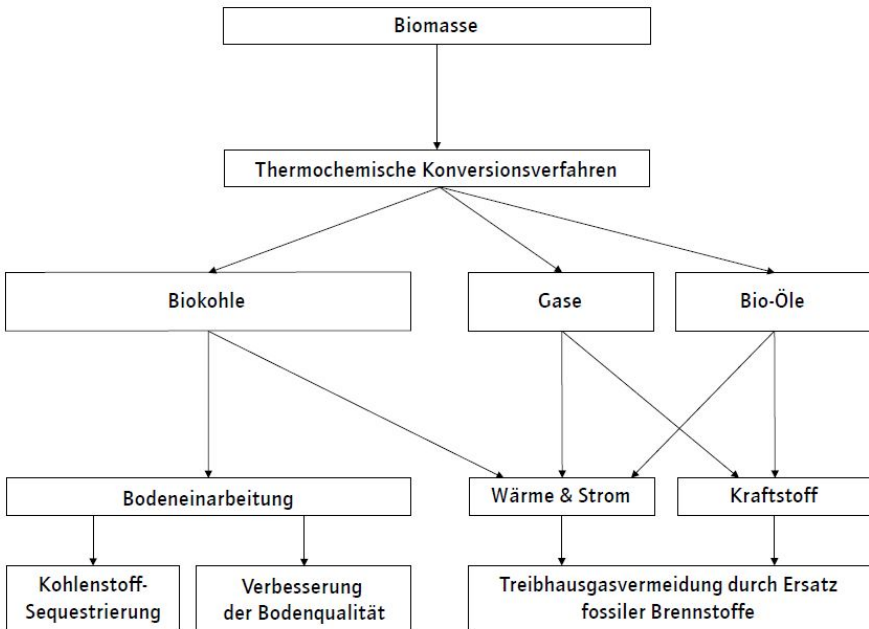 Biomasse
Thermochemische Konversionsverfahren
Biokohle
Gase
Bio-Öle
Bodeneinarbeitung
Wärme & Strom
Kraftstoff
Kohlenstoff-
Sequestrierung
Verbesserung
der Bodenqualität
Treibhausgasvermeidung durch Ersatz
fossiler Brennstoffe